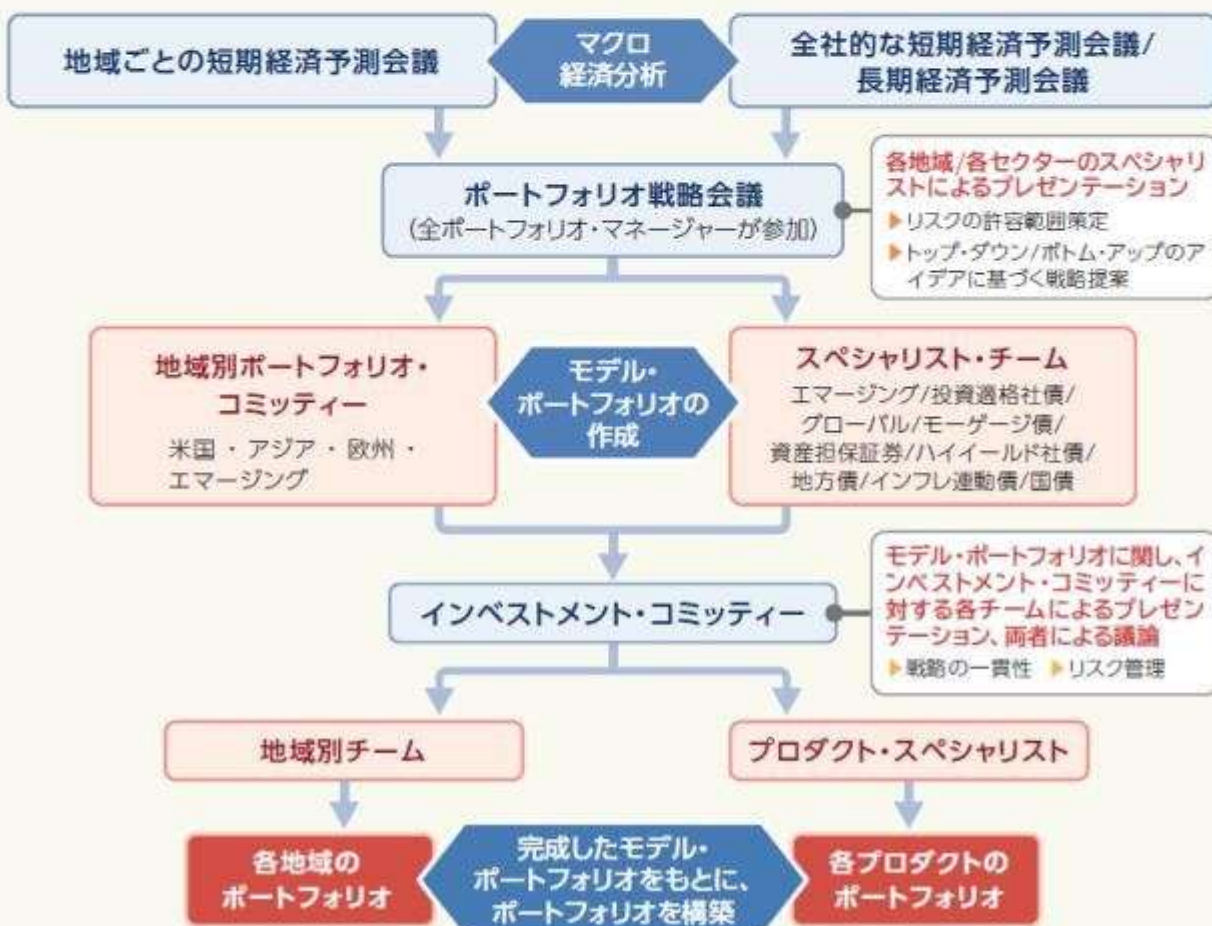 地域ごとの短期経済予測会議
マクロ
経済分析
全社的な短期経済予測会議/
長期経済予測会議
ポートフォリオ戦略会議
(全ポートフォリオ・マネージャーが参加)
各地域/各セクターのスペシャリ
ストによるプレゼンテーション
▶リスクの許容範囲策定
▶トップ・ダウン/ボトム・アップのア
イデアに基づく戦略提案
地域別ポートフォリオ・
コミッティー
米国・アジア・欧州・
エマージング
モデル・
ポートフォリオの
作成
スペシャリスト・チーム
エマージング/投資適格社債/
グローバル/モーゲージ債/
資産担保証券/ハイイールド社債/
地方債/インフレ連動債/国債
インベストメント・コミッティー
モデル・ポートフォリオに関し、イ
ンベストメント・コミッティーに
対する各チームによるプレゼン
テーション、両者による議論
▶戦略の一貫性 ▶リスク管理
地域別チーム
プロダクト・スペシャリスト
各地域の
ポートフォリオ
完成したモデル・
ポートフォリオをもとに、
ポートフォリオを構築
各プロダクトの
ポートフォリオ